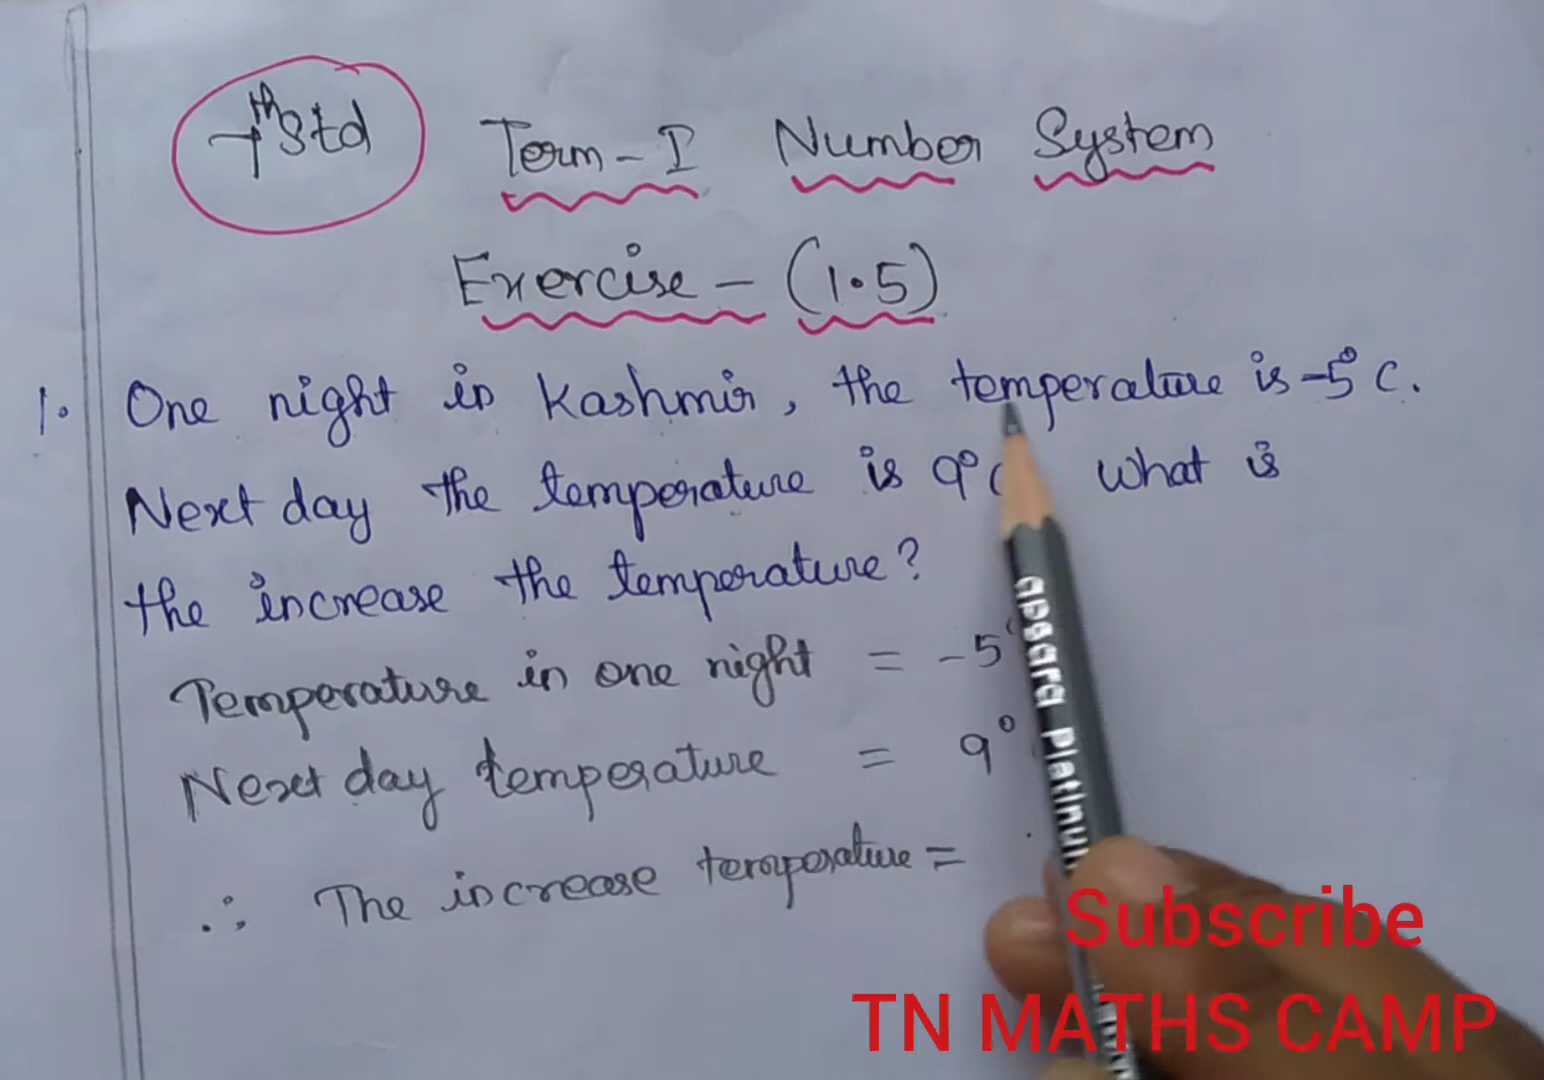 7th Std Term-I Number System
Exercise-(1.5)
1. One night in Kashmir, the temperature is -5°C.
Next day the temperature is 9°C What is
the increase the temperature?
Temperature in one night = -5°
Next day temperature = 9°
∴ The increase temperature =
apsara Platinum
Subscribe
TN MATHS CAMP